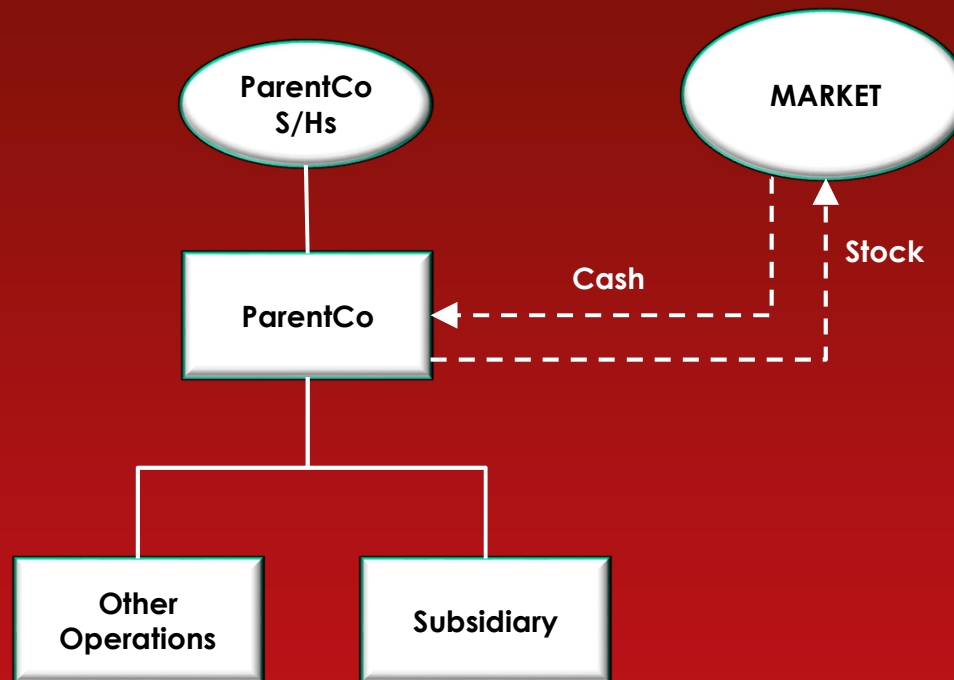 ParentCo
S/Hs
MARKET
Stock
Cash
ParentCo
Other
Operations
Subsidiary